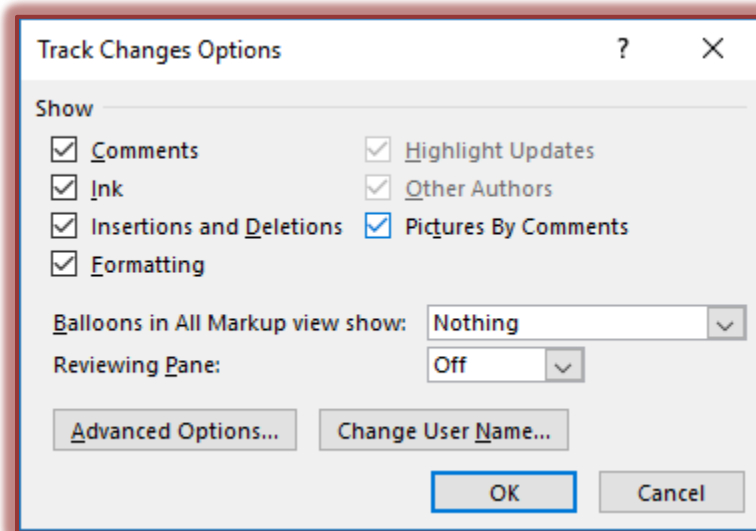 Track Changes Options ?
Show
Comments Highlight Updates
Ink Other Authors
Insertions and Deletions Pictures By Comments
Formatting
Balloons in All Markup view show: Nothing
Reviewing Pane: Off
Advanced Options... Change User Name...
OK Cancel